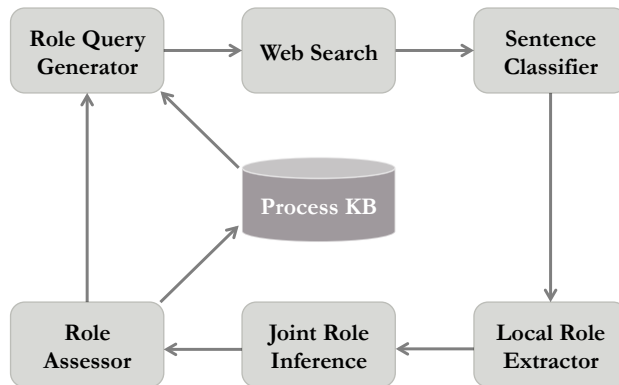 Role Query
Generator
Web Search
Sentence
Classifier
Process KB
Role
Assessor
Joint Role
Inference
Local Role
Extractor